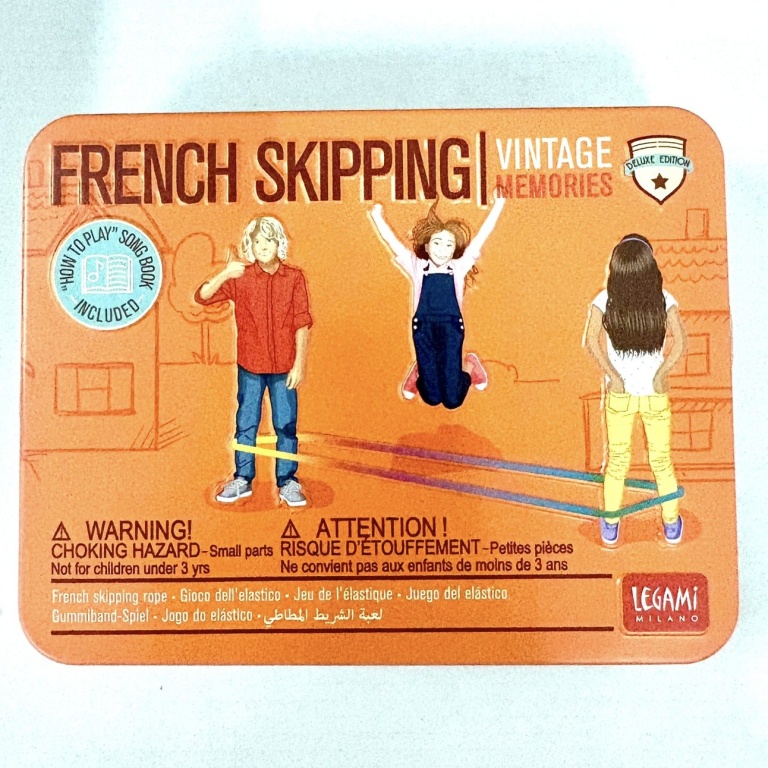 FRENCH SKIPPING
VINTAGE
MEMORIES
DELUXE EDITION
"HOW TO PLAY" SONG BOOK
INCLUDED
⚠ WARNING!
CHOKING HAZARD-Small parts
Not for children under 3 yrs
⚠ ATTENTION !
RISQUE D'ÉTOUFFEMENT-Petites pièces
Ne convient pas aux enfants de moins de 3 ans
French skipping rope • Gioco dell'elastico • Jeu de l'élastique • Juego del elástico
Gummiband-Spiel • Jogo do elástico • لعبة الشريط المطاطي
LEGAMi
MILANO